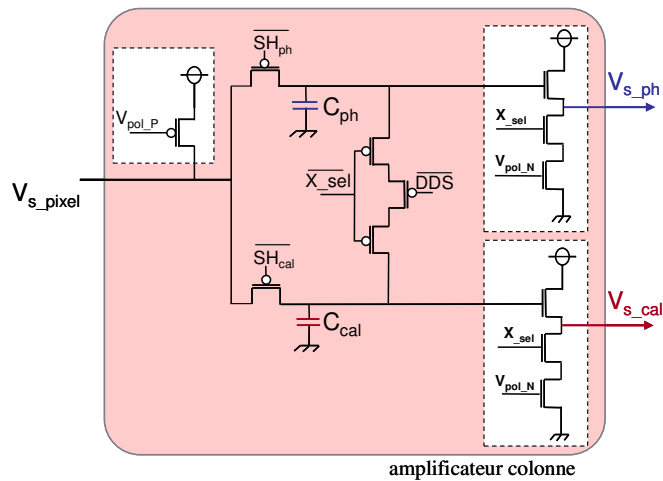 SH_ph
V_s_ph
V_pol_P
C_ph
X_sel
V_pol_N
V_s_pixel
X_sel
DDS
SH_cal
V_s_cal
C_cal
X_sel
V_pol_N
amplificateur colonne